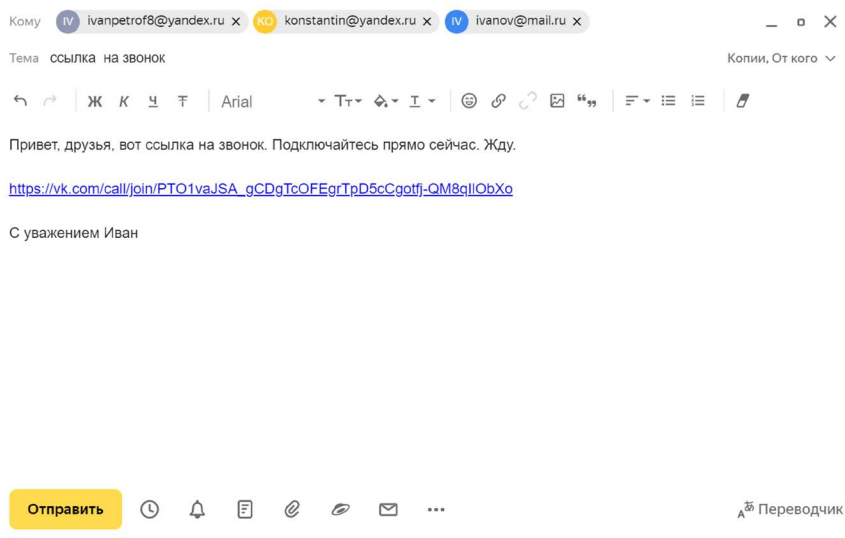 Кому IV ivanpetrof8@yandex.ru KO konstantin@yandex.ru IV ivanov@mail.ru
Тема ссылка на звонок Копии, От кого
Ж К Ч Т Arial Тт Т
Привет, друзья, вот ссылка на звонок. Подключайтесь прямо сейчас. Жду.
https://vk.com/call/join/PTO1vaJSA_gCDgTcOFEgrTpD5cCgotfj-QM8qIlObXo
С уважением Иван
Отправить Переводчик